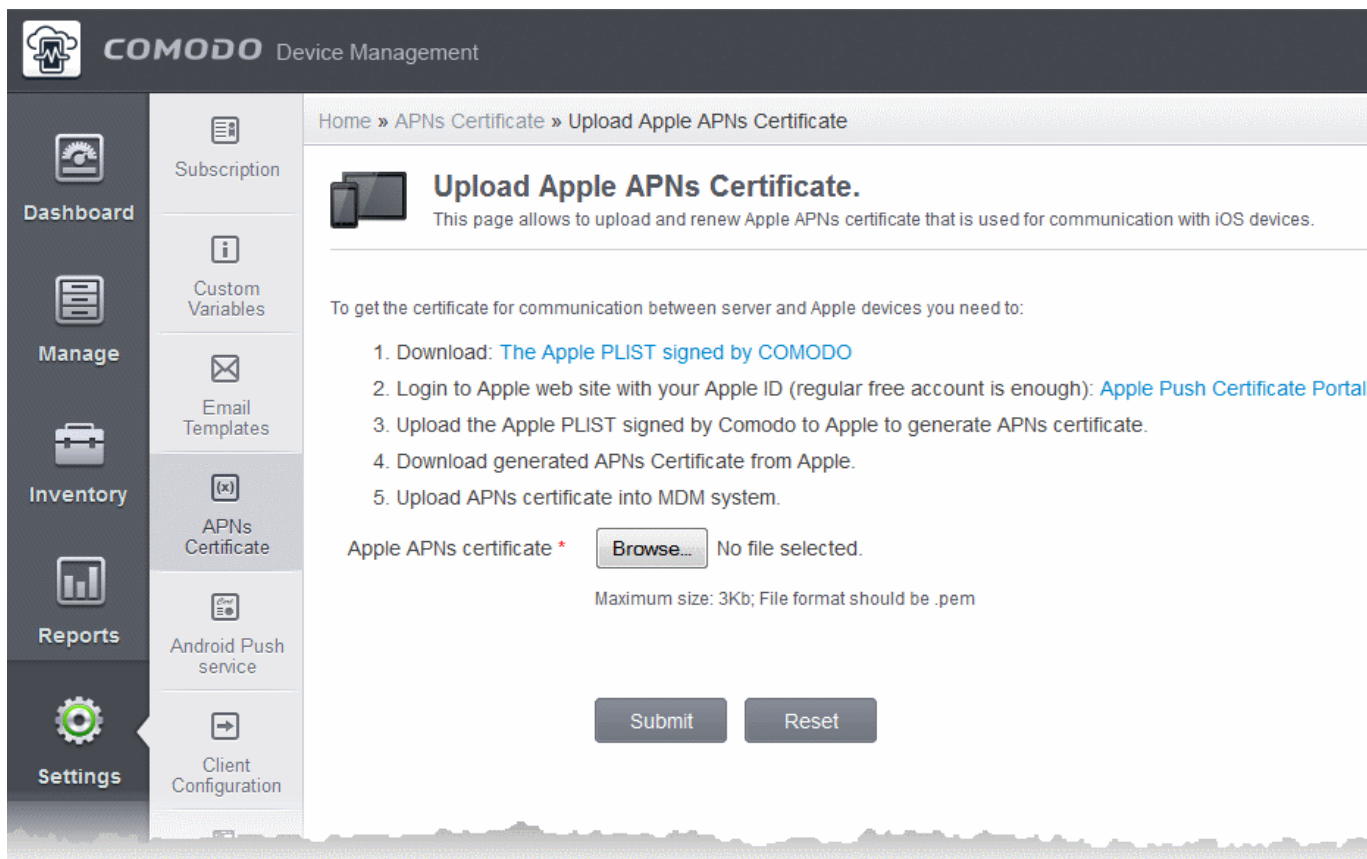 COMODO Device Management
Dashboard
Manage
Inventory
Reports
Settings
Subscription
Custom
Variables
Email
Templates
(x)
APNs
Certificate
Android Push
service
Client
Configuration
Home » APNs Certificate » Upload Apple APNs Certificate
Upload Apple APNs Certificate.
This page allows to upload and renew Apple APNs certificate that is used for communication with iOS devices.
To get the certificate for communication between server and Apple devices you need to:
1. Download: The Apple PLIST signed by COMODO
2. Login to Apple web site with your Apple ID (regular free account is enough): Apple Push Certificate Portal
3. Upload the Apple PLIST signed by Comodo to Apple to generate APNs certificate.
4. Download generated APNs Certificate from Apple.
5. Upload APNs certificate into MDM system.
Apple APNs certificate * Browse... No file selected.
Maximum size: 3Kb; File format should be .pem
Submit Reset